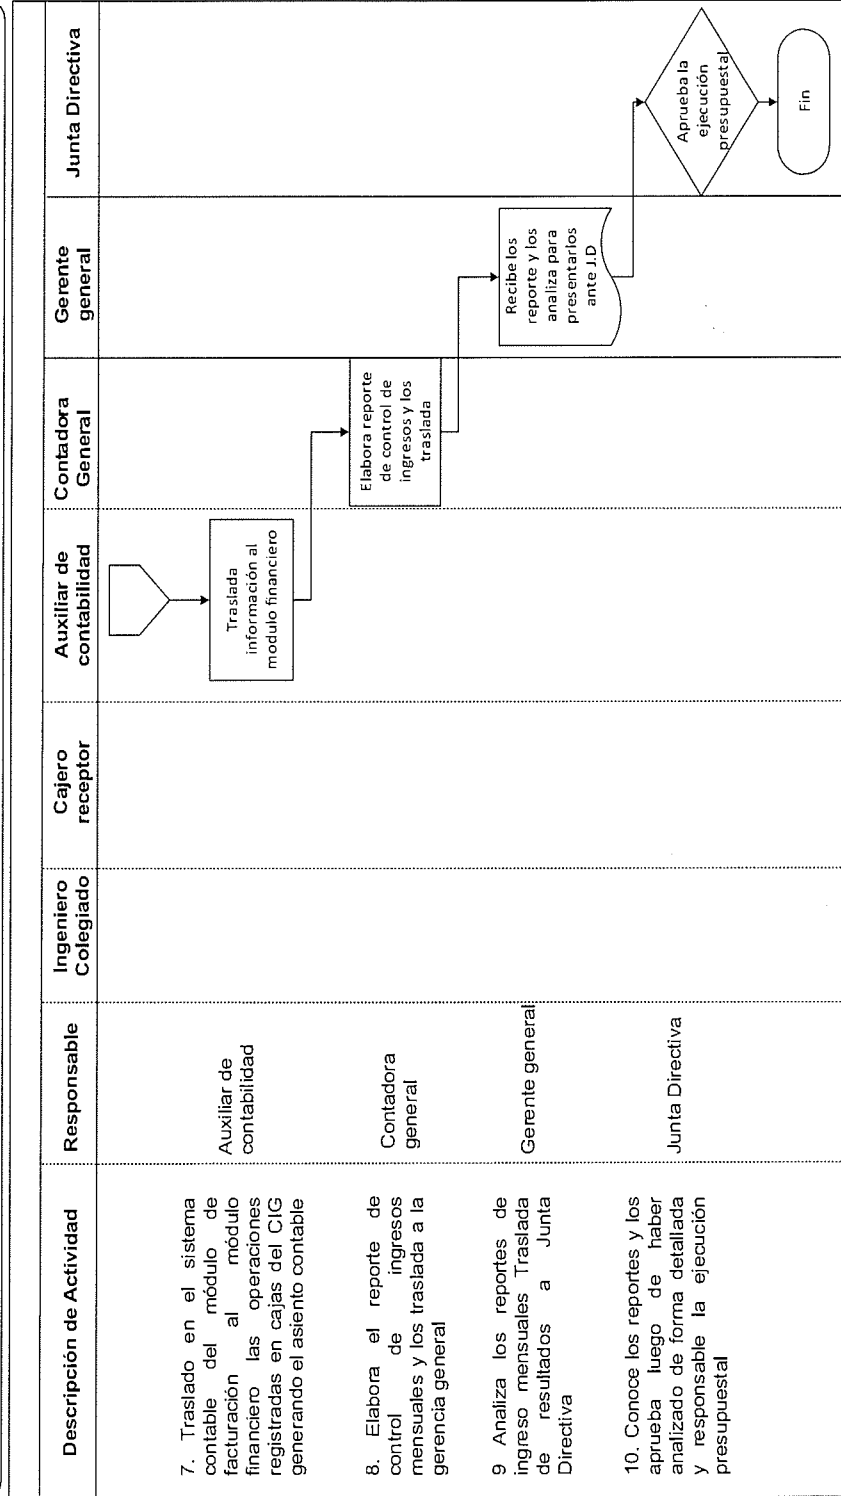 Descripción de Actividad
Responsable
Ingeniero
Colegiado
Cajero
receptor
Auxiliar de
contabilidad
Contadora
General
Gerente
general
Junta Directiva
7. Traslado en el sistema
contable del módulo de
facturación al módulo
financiero las operaciones
registradas en cajas del CIG
generando el asiento contable
Auxiliar de
contabilidad
Traslada
información al
modulo financiero
8. Elabora el reporte de
control de ingresos
mensuales y los traslada a la
gerencia general
Contadora
general
Elabora reporte
de control de
ingresos y los
traslada
9 Analiza los reportes de
ingreso mensuales Traslada
de resultados a Junta
Directiva
Gerente general
Recibe los
reporte y los
analiza para
presentarlos
ante J.D
10. Conoce los reportes y los
aprueba luego de haber
analizado de forma detallada
y responsable la ejecución
presupuestal
Junta Directiva
Aprueba la
ejecución
presupuestal
Fin